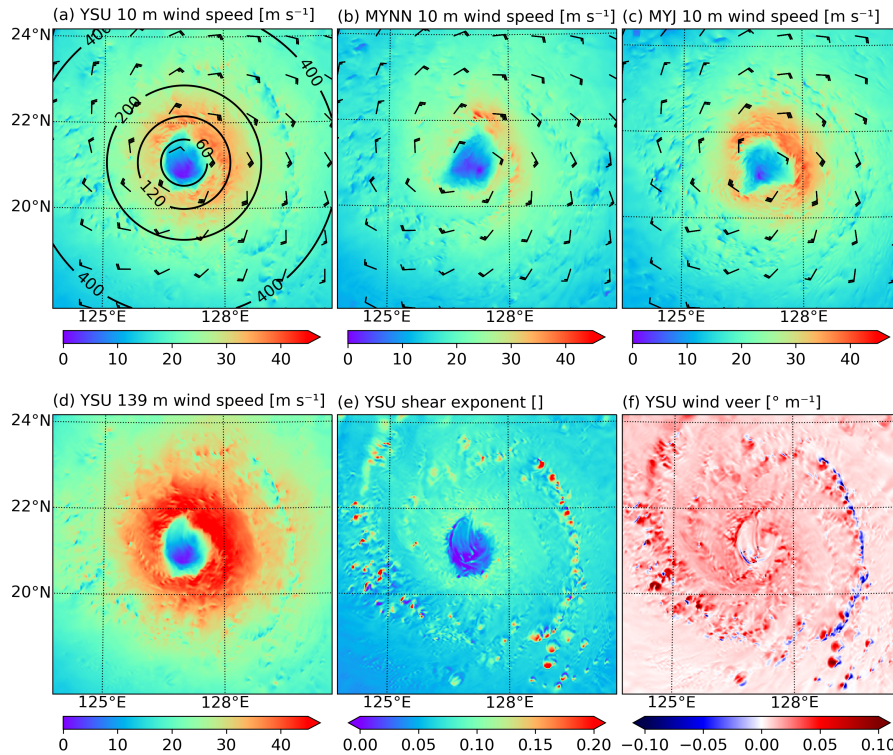 (a) YSU 10 m wind speed [m s⁻¹]
(b) MYNN 10 m wind speed [m s⁻¹]
(c) MYJ 10 m wind speed [m s⁻¹]
24°N
22°N
20°N
400
400
200
60
120
400
400
125°E 128°E
125°E 128°E
125°E 128°E
0 10 20 30 40
0 10 20 30 40
0 10 20 30 40
(d) YSU 139 m wind speed [m s⁻¹]
(e) YSU shear exponent []
(f) YSU wind veer [° m⁻¹]
24°N
22°N
20°N
125°E 128°E
125°E 128°E
125°E 128°E
0 10 20 30 40
0.00 0.05 0.10 0.15 0.20
−0.10 −0.05 0.00 0.05 0.10